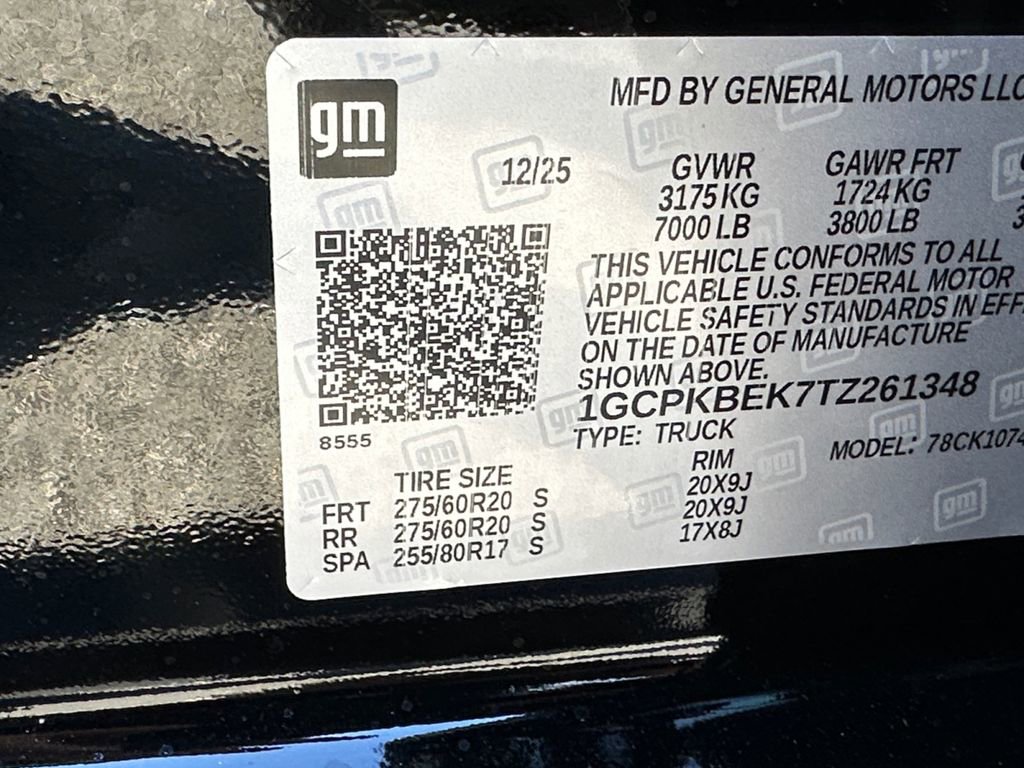 gm
MFD BY GENERAL MOTORS LLC
12/25 GVWR GAWR FRT
3175 KG 1724 KG
7000 LB 3800 LB
THIS VEHICLE CONFORMS TO ALL
APPLICABLE U.S. FEDERAL MOTOR
VEHICLE SAFETY STANDARDS IN EFF
ON THE DATE OF MANUFACTURE
SHOWN ABOVE.
1GCPKBEK7TZ261348
8555
TYPE: TRUCK MODEL: 78CK1074
TIRE SIZE RIM
FRT 275/60R20 S 20X9J
RR 275/60R20 S 20X9J
SPA 255/80R17 S 17X8J